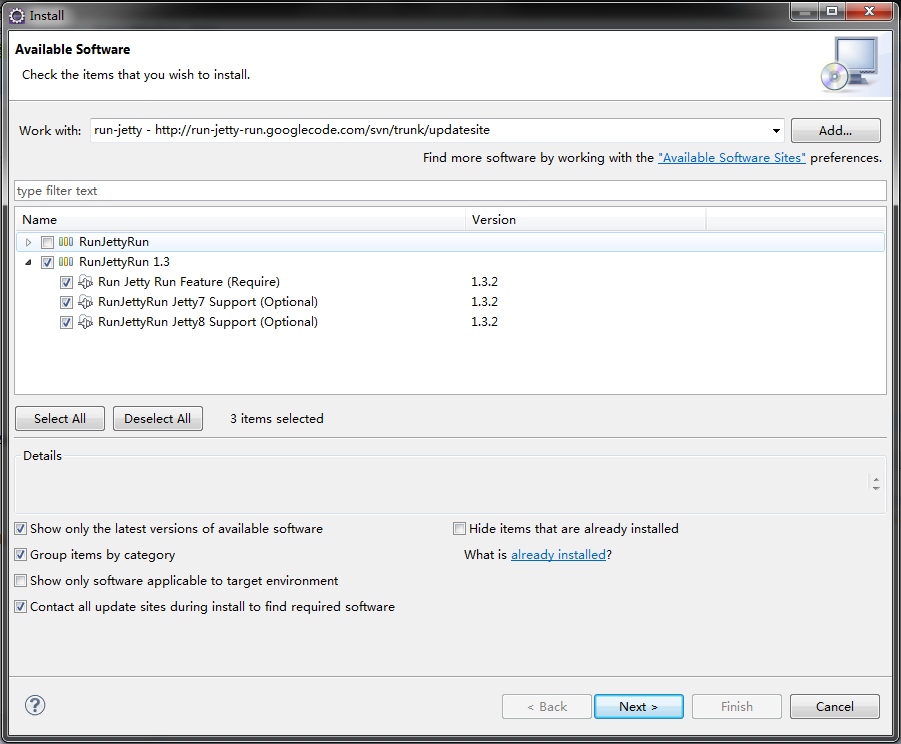 Install
Available Software
Check the items that you wish to install.
Work with: run-jetty - http://run-jetty-run.googlecode.com/svn/trunk/updatesite Add...
Find more software by working with the "Available Software Sites" preferences.
type filter text
Name Version
RunJettyRun
RunJettyRun 1.3
Run Jetty Run Feature (Require) 1.3.2
RunJettyRun Jetty7 Support (Optional) 1.3.2
RunJettyRun Jetty8 Support (Optional) 1.3.2
Select All Deselect All 3 items selected
Details
Show only the latest versions of available software Hide items that are already installed
Group items by category What is already installed?
Show only software applicable to target environment
Contact all update sites during install to find required software
? < Back Next > Finish Cancel